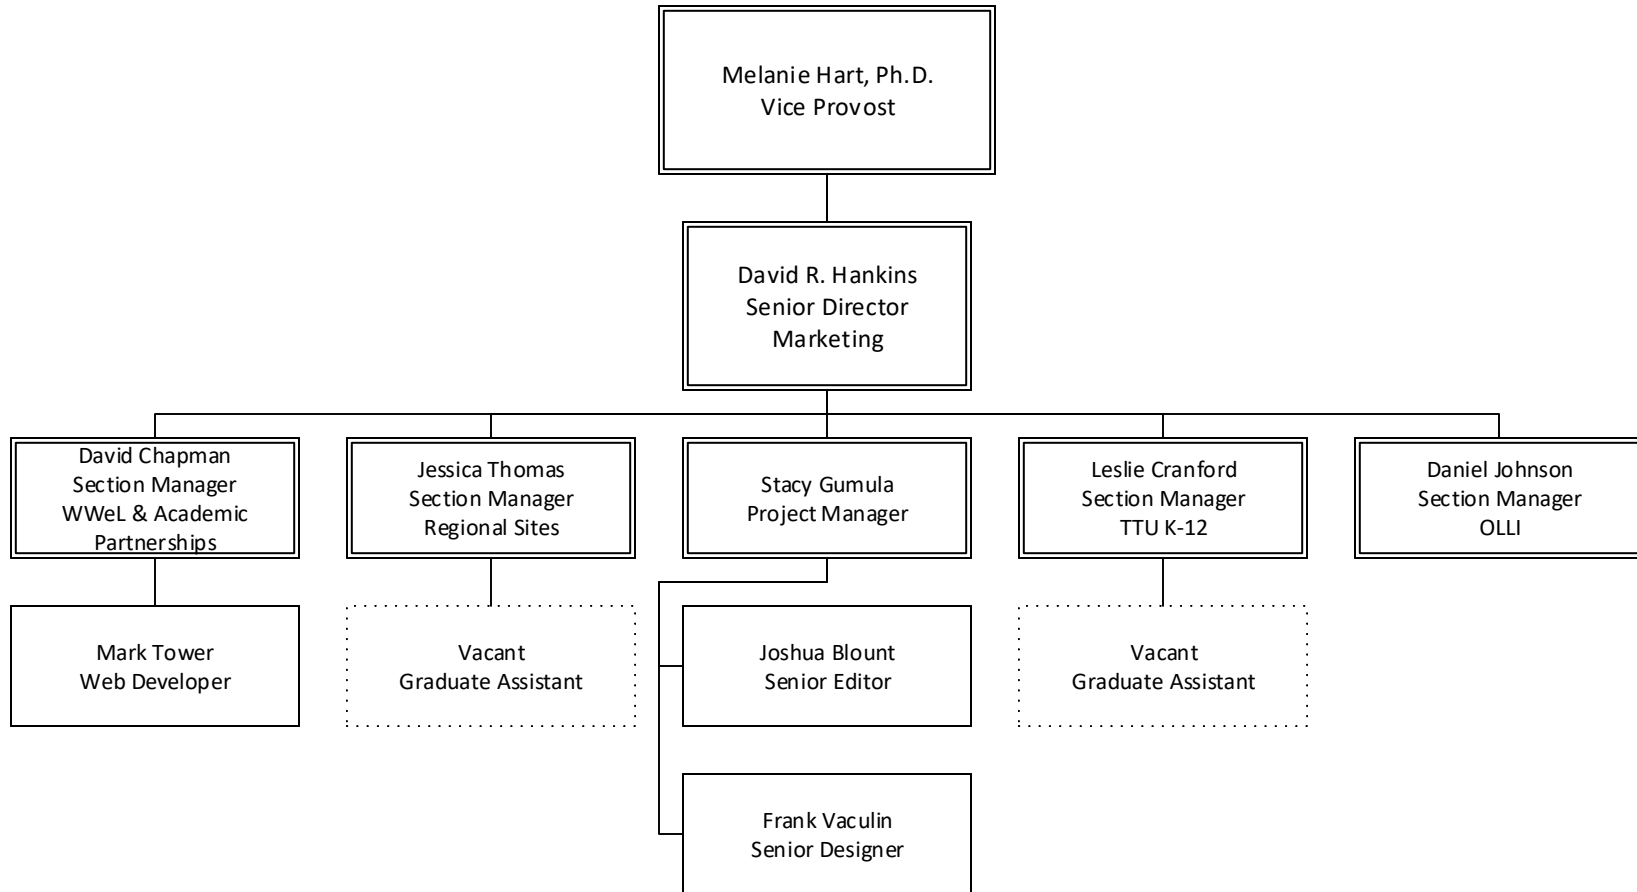 Melanie Hart, Ph.D.
Vice Provost
David R. Hankins
Senior Director
Marketing
David Chapman
Section Manager
WWeL & Academic
Partnerships
Jessica Thomas
Section Manager
Regional Sites
Stacy Gumula
Project Manager
Leslie Cranford
Section Manager
TTU K-12
Daniel Johnson
Section Manager
OLLI
Mark Tower
Web Developer
Vacant
Graduate Assistant
Joshua Blount
Senior Editor
Vacant
Graduate Assistant
Frank Vaculin
Senior Designer